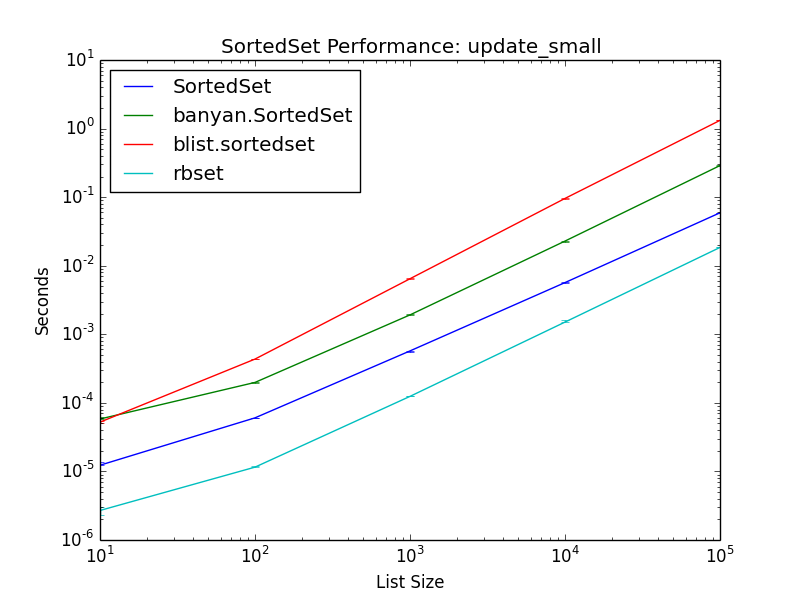 SortedSet Performance: update_small
10^1
10^0
10^-1
10^-2
10^-3
10^-4
10^-5
10^-6
Seconds
SortedSet
banyan.SortedSet
blist.sortedset
rbset
10^1 10^2 10^3 10^4 10^5
List Size